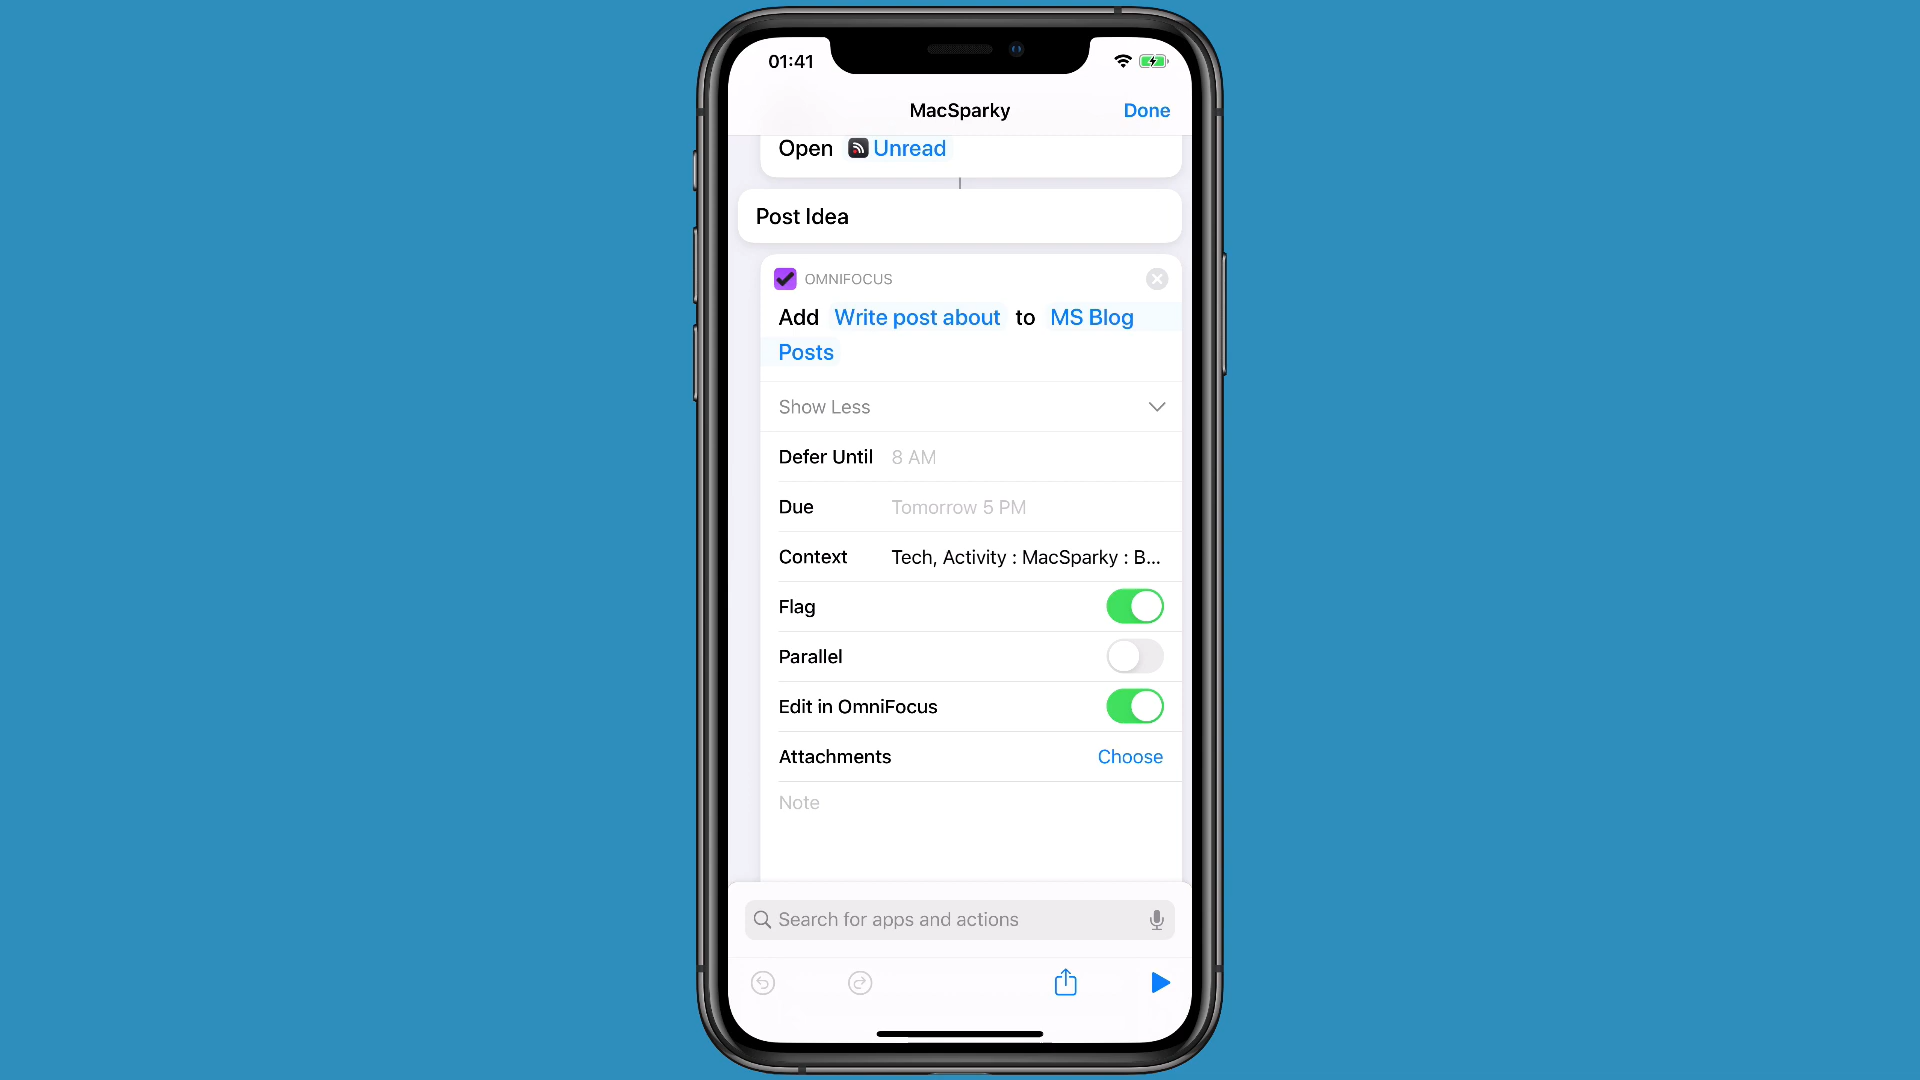 01:41
MacSparky
Done
Open Unread
Post Idea
OMNIFOCUS
Add Write post about to MS Blog
Posts
Show Less
Defer Until 8 AM
Due Tomorrow 5 PM
Context Tech, Activity : MacSparky : B...
Flag
Parallel
Edit in OmniFocus
Attachments Choose
Note
Search for apps and actions